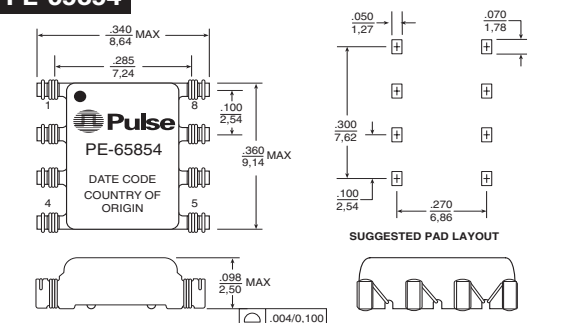 PE-65854
.340
8,64
MAX
.285
7,24
1
8
Pulse
PE-65854
DATE CODE
COUNTRY OF
ORIGIN
4
5
.100
2,54
.360
9,14
MAX
.050
1,27
.070
1,78
.300
7,62
.100
2,54
.270
6,86
SUGGESTED PAD LAYOUT
.098
2,50
MAX
.004/0,100